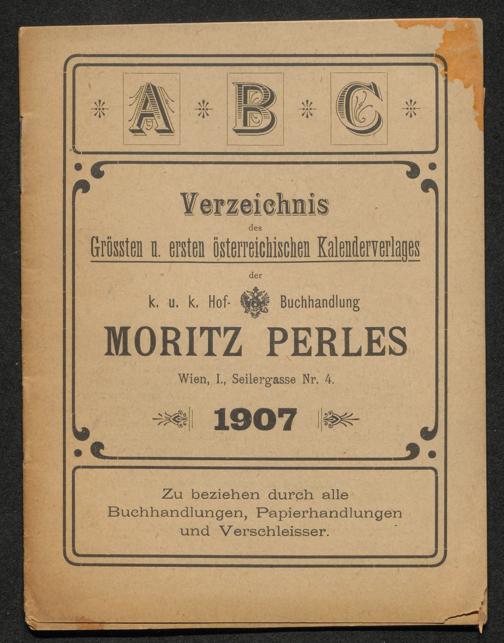 A B C
Verzeichnis
des
Grössten u. ersten österreichischen Kalenderverlages
der
k. u. k. Hof- Buchhandlung
MORITZ PERLES
Wien, I., Seilergasse Nr. 4.
1907
Zu beziehen durch alle
Buchhandlungen, Papierhandlungen
und Verschleisser.